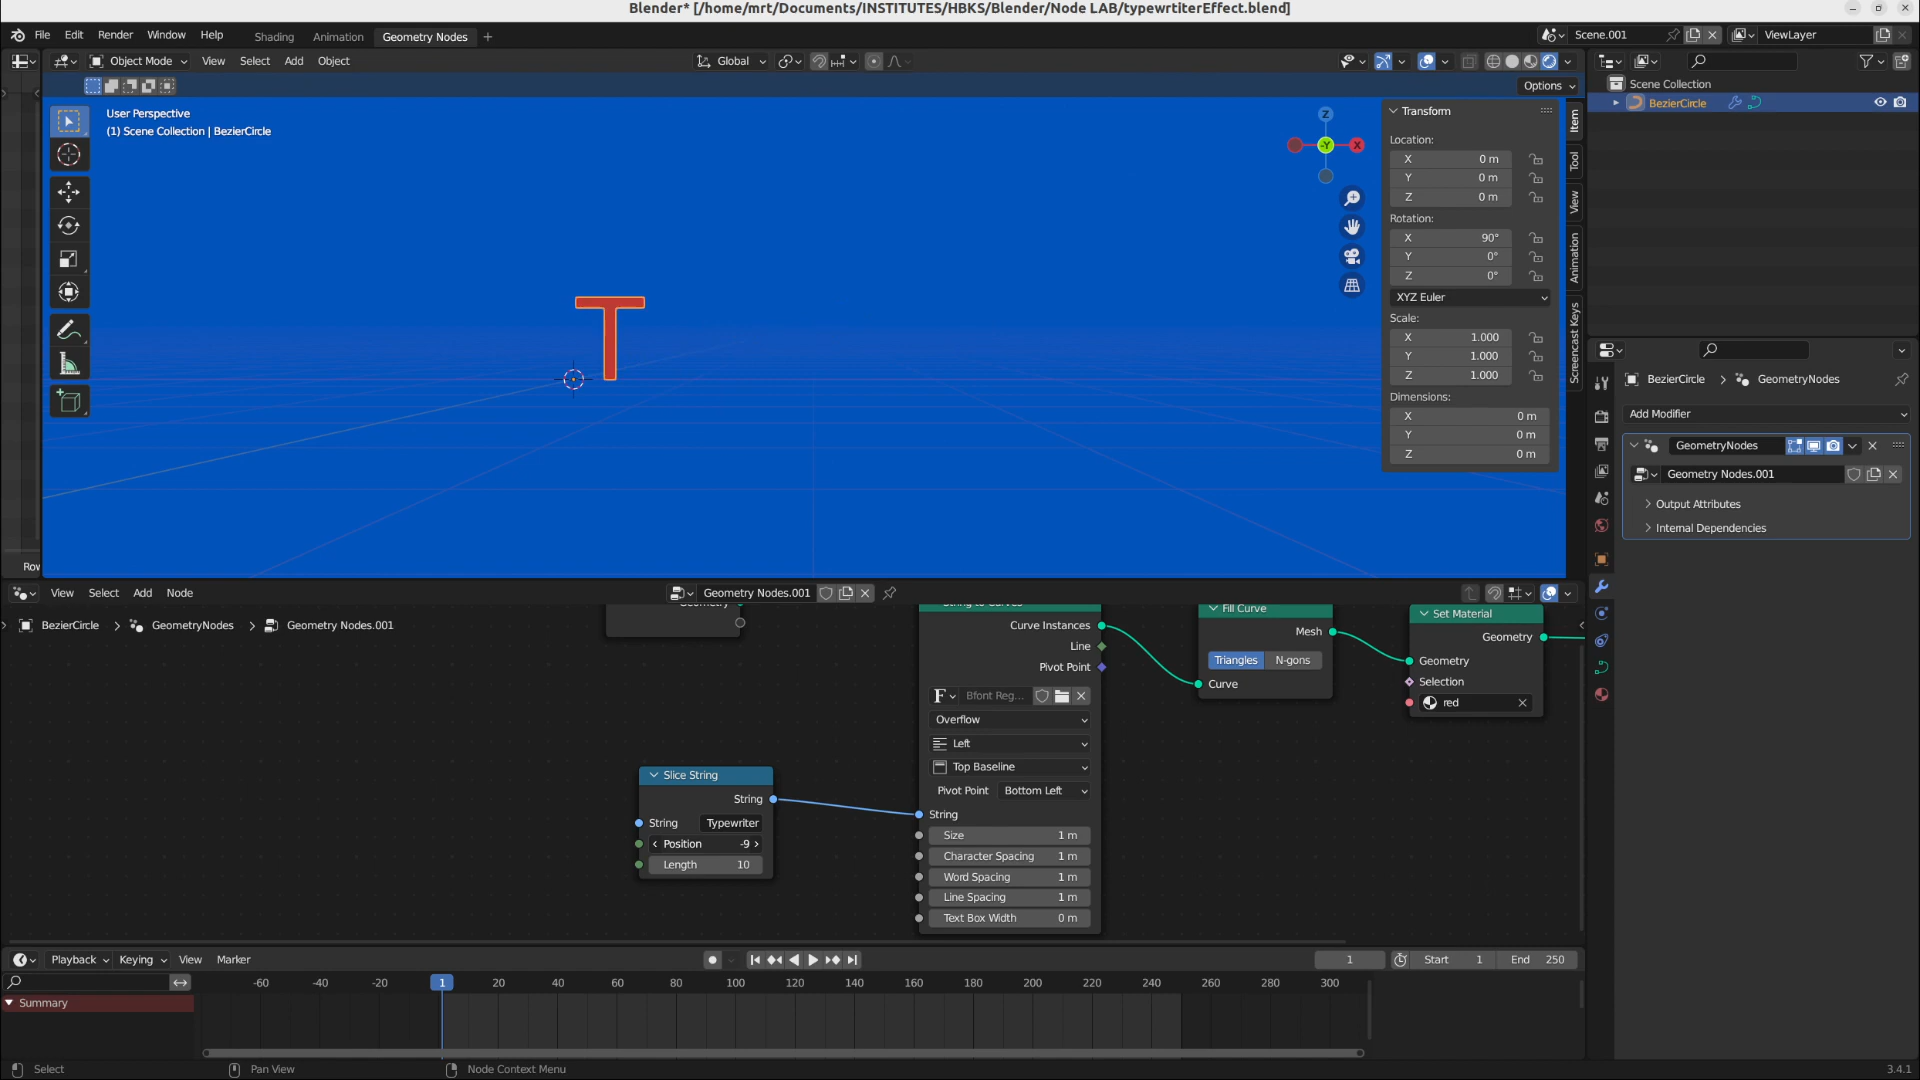 Blender* [/home/mrt/Documents/INSTITUTES/HBKS/Blender/Node LAB/typewrtiterEffect.blend]
File Edit Render Window Help Shading Animation Geometry Nodes + Scene.001 ViewLayer
Object Mode View Select Add Object Global
Options
User Perspective
(1) Scene Collection | BezierCircle
T
Z
-Y X
Transform
Location:
X 0 m
Y 0 m
Z 0 m
Rotation:
X 90°
Y 0°
Z 0°
XYZ Euler
Scale:
X 1.000
Y 1.000
Z 1.000
Dimensions:
X 0 m
Y 0 m
Z 0 m
Item
Tool
View
Animation
Screencast Keys
Scene Collection
BezierCircle
BezierCircle > GeometryNodes
Add Modifier
GeometryNodes
Geometry Nodes.001
Output Attributes
Internal Dependencies
Row
View Select Add Node Geometry Nodes.001
BezierCircle > GeometryNodes > Geometry Nodes.001
Geometry
String to Curves
Curve Instances
Line
Pivot Point
F Bfont Reg...
Overflow
Left
Top Baseline
Pivot Point Bottom Left
String
Size 1 m
Character Spacing 1 m
Word Spacing 1 m
Line Spacing 1 m
Text Box Width 0 m
Fill Curve
Mesh
Triangles N-gons
Curve
Set Material
Geometry
Geometry
Selection
red
Slice String
String
String Typewriter
Position -9
Length 10
Playback Keying View Marker 1 Start 1 End 250
-60 -40 -20 1 20 40 60 80 100 120 140 160 180 200 220 240 260 280 300
Summary
Select Pan View Node Context Menu 3.4.1